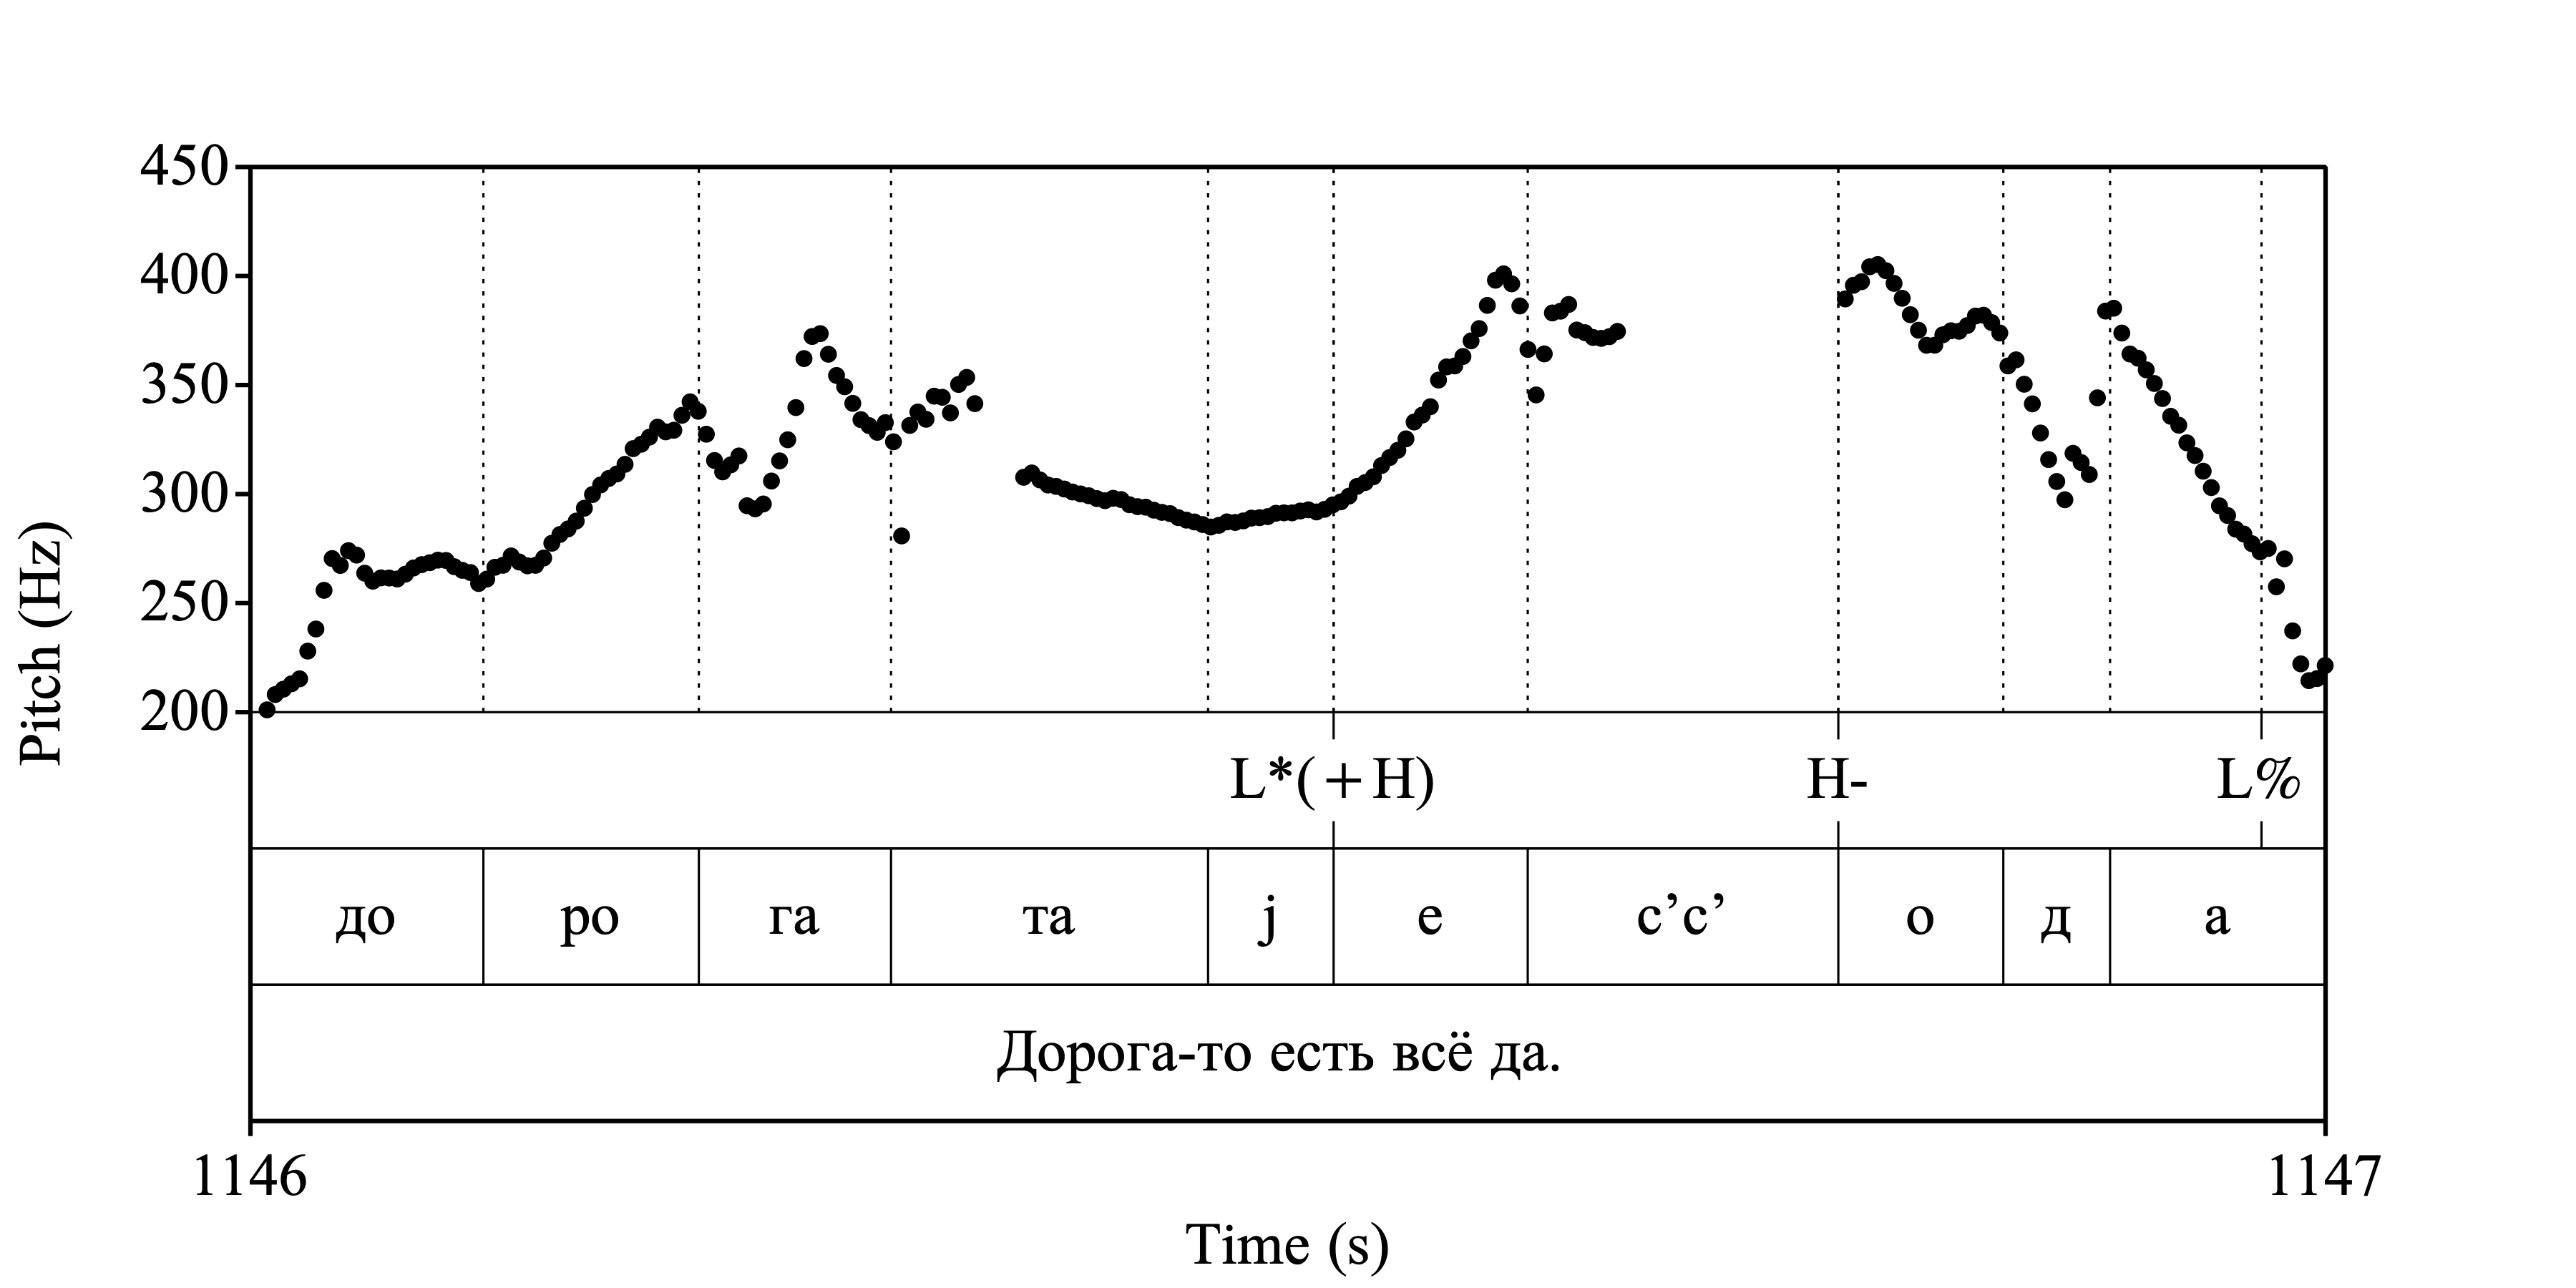 Pitch (Hz)
450
400
350
300
250
200
L*(+H) H- L%
до ро га та j е с’с’ о д а
Дорога-то есть всё да.
1146 1147
Time (s)